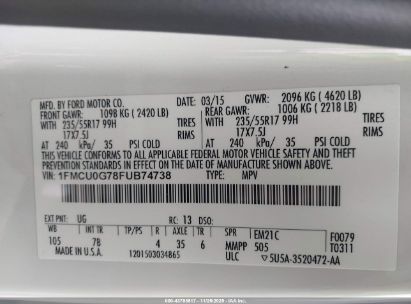 MFD. BY FORD MOTOR CO.
03/15 GVWR: 2096 KG ( 4620 LB)
FRONT GAWR: 1098 KG ( 2420 LB)
REAR GAWR: 1006 KG ( 2218 LB)
WITH 235/55R17 99H TIRES WITH 235/55R17 99H TIRES
17X7.5J RIMS 17X7.5J RIMS
AT 240 kPa/ 35 PSI COLD AT 240 kPa/ 35 PSI COLD
THIS VEHICLE CONFORMS TO ALL APPLICABLE FEDERAL MOTOR VEHICLE SAFETY AND THEFT PREVENTION
STANDARDS IN EFFECT ON THE DATE OF MANUFACTURE SHOWN ABOVE.
VIN: 1FMCU0G78FUB74738 TYPE: MPV
EXT PNT: UG RC: 13 DSO:
F0079
T0311
WB INT TR TP/PS R AXLE TR SPR EM21C
105 7B 4 35 6 MMPP 505
MADE IN U.S.A. 1201503034865 ULC 5U5A-3520472-AA